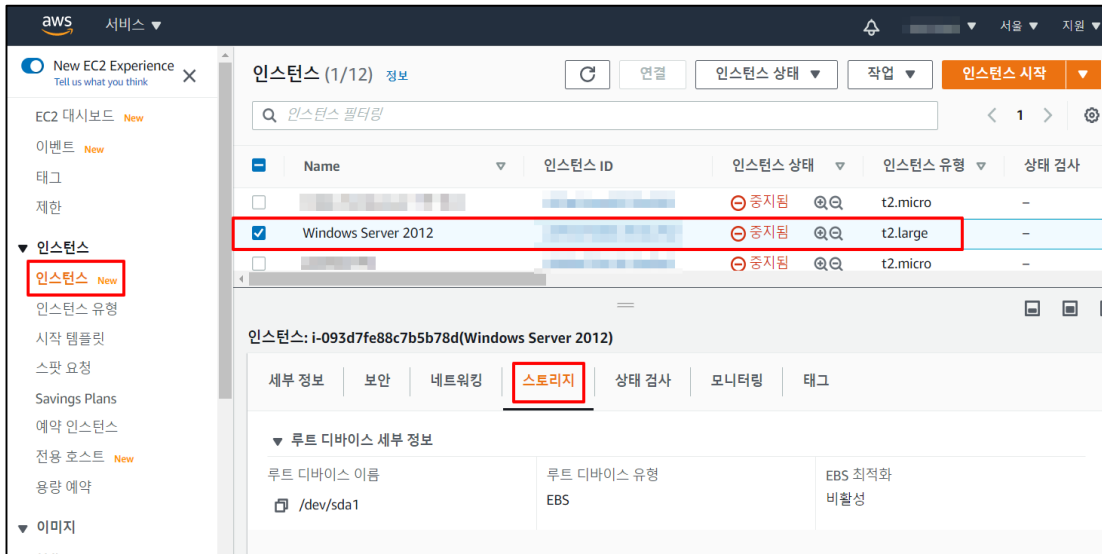 aws 서비스 ▼ 서울 ▼ 지원 ▼
New EC2 Experience
Tell us what you think
EC2 대시보드 New
이벤트 New
태그
제한
▼ 인스턴스
인스턴스 New
인스턴스 유형
시작 템플릿
스팟 요청
Savings Plans
예약 인스턴스
전용 호스트 New
용량 예약
▼ 이미지
인스턴스 (1/12) 정보 연결 인스턴스 상태 ▼ 작업 ▼ 인스턴스 시작 ▼
인스턴스 필터링 < 1 >
Name 인스턴스 ID 인스턴스 상태 인스턴스 유형 상태 검사
중지됨 t2.micro –
Windows Server 2012 중지됨 t2.large –
중지됨 t2.micro –
인스턴스: i-093d7fe88c7b5b78d(Windows Server 2012)
세부 정보 보안 네트워킹 스토리지 상태 검사 모니터링 태그
▼ 루트 디바이스 세부 정보
루트 디바이스 이름 루트 디바이스 유형 EBS 최적화
/dev/sda1 EBS 비활성